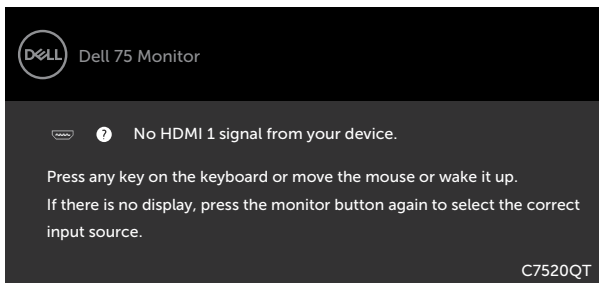 DELL
Dell 75 Monitor
? No HDMI 1 signal from your device.
Press any key on the keyboard or move the mouse or wake it up.
If there is no display, press the monitor button again to select the correct
input source.
C7520QT